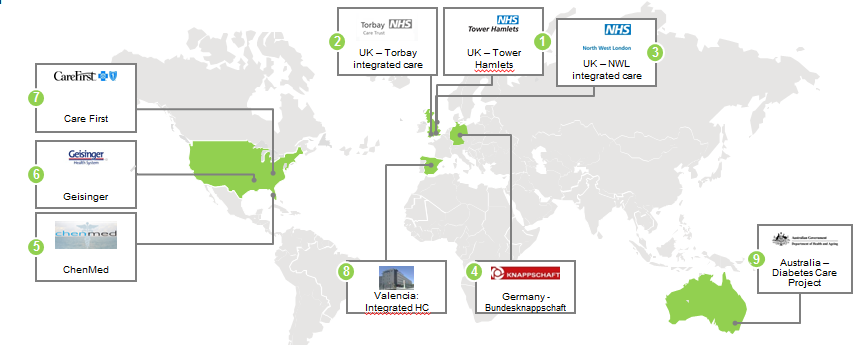 1
Tower Hamlets NHS
UK – Tower
Hamlets
2
Torbay NHS
Care Trust
UK – Torbay
integrated care
3
NHS
North West London
UK – NWL
integrated care
4
KNAPPSCHAFT
Germany -
Bundesknappschaft
5
chenmed
ChenMed
6
Geisinger
Health System
Geisinger
7
CareFirst
Care First
8
Valencia:
Integrated HC
9
Australian Government
Department of Health and Ageing
Australia –
Diabetes Care
Project